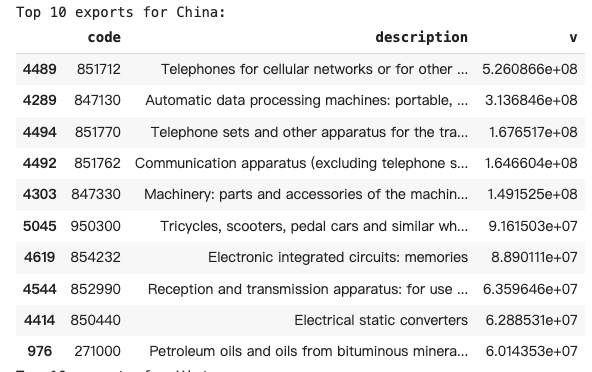 Top 10 exports for China:
code description v
4489 851712 Telephones for cellular networks or for other ... 5.260866e+08
4289 847130 Automatic data processing machines: portable, ... 3.136846e+08
4494 851770 Telephone sets and other apparatus for the tra... 1.676517e+08
4492 851762 Communication apparatus (excluding telephone s... 1.646604e+08
4303 847330 Machinery: parts and accessories of the machin... 1.491525e+08
5045 950300 Tricycles, scooters, pedal cars and similar wh... 9.161503e+07
4619 854232 Electronic integrated circuits: memories 8.890111e+07
4544 852990 Reception and transmission apparatus: for use ... 6.359646e+07
4414 850440 Electrical static converters 6.288531e+07
976 271000 Petroleum oils and oils from bituminous minera... 6.014353e+07